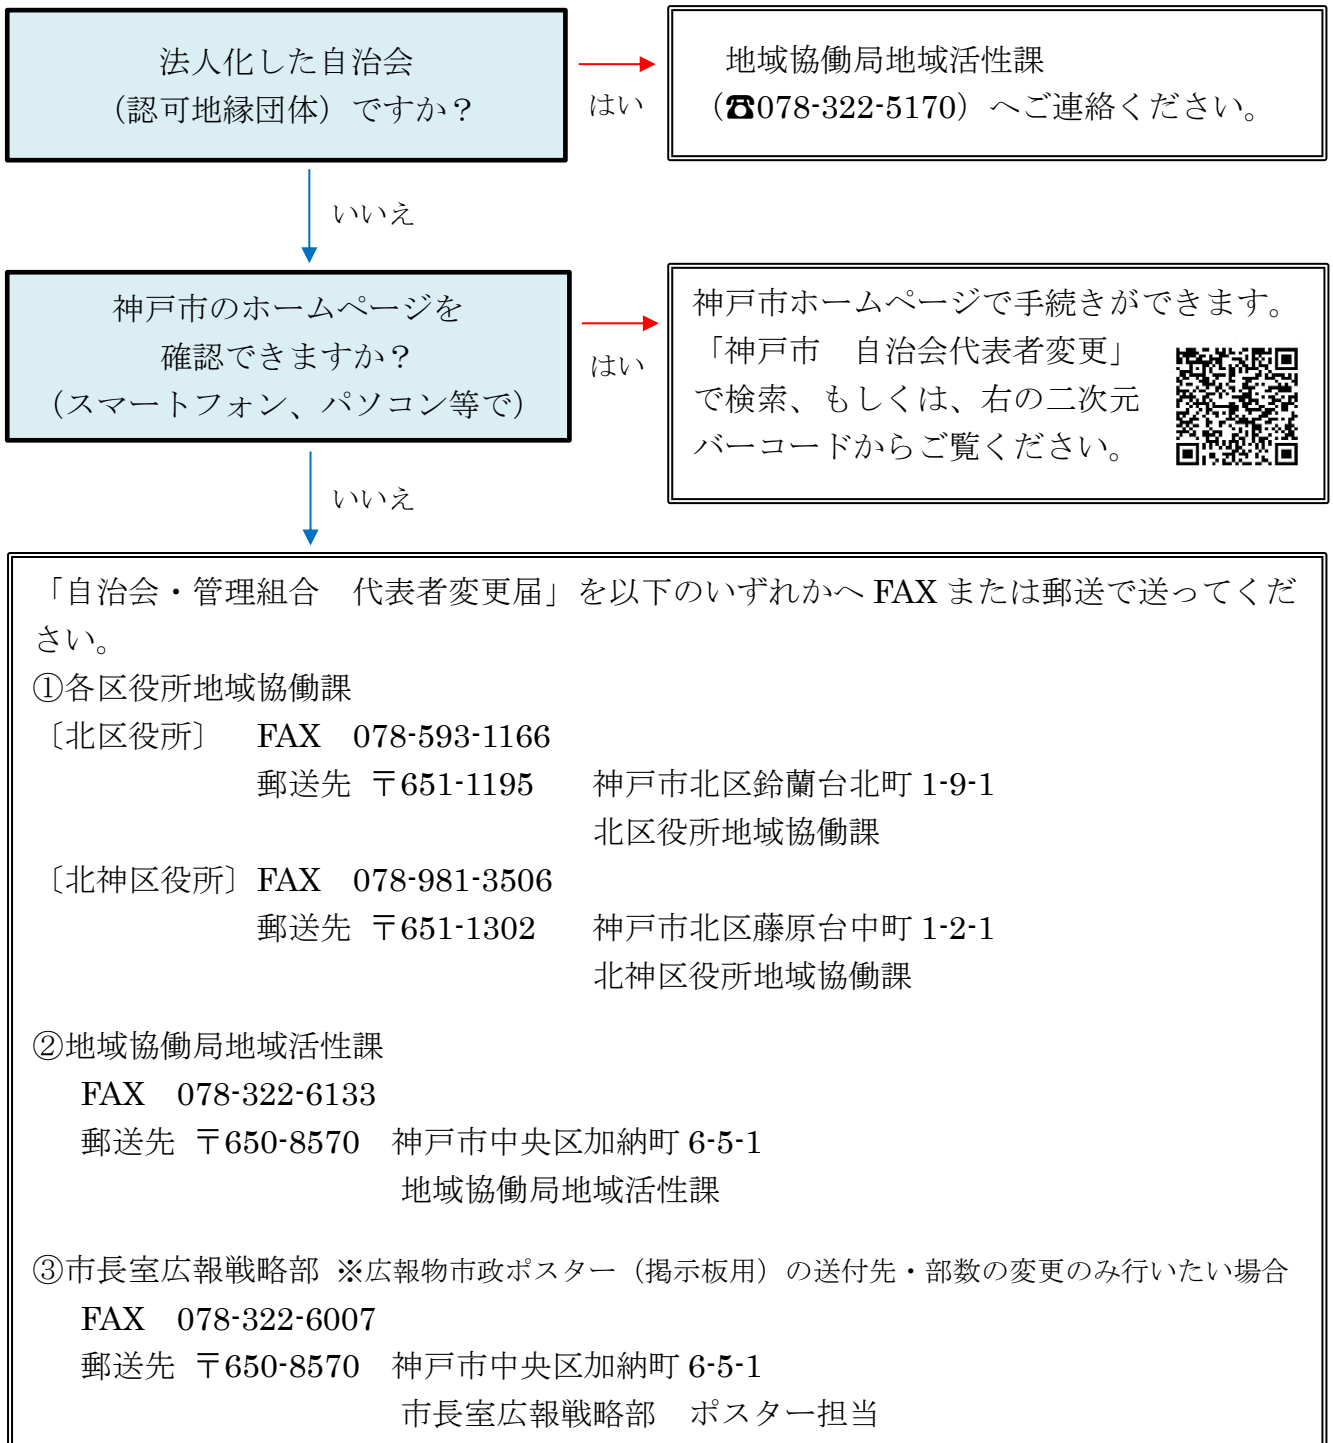 法人化した自治会
（認可地縁団体）ですか？
はい
地域協働局地域活性課
（☎078-322-5170）へご連絡ください。
いいえ
神戸市のホームページを
確認できますか？
（スマートフォン、パソコン等で）
はい
神戸市ホームページで手続きができます。
「神戸市　自治会代表者変更」
で検索、もしくは、右の二次元
バーコードからご覧ください。
いいえ
「自治会・管理組合　代表者変更届」を以下のいずれかへ FAX または郵送で送ってくだ
さい。
①各区役所地域協働課
〔北区役所〕　FAX　078-593-1166
郵送先 〒651-1195　神戸市北区鈴蘭台北町 1-9-1
北区役所地域協働課
〔北神区役所〕FAX　078-981-3506
郵送先 〒651-1302　神戸市北区藤原台中町 1-2-1
北神区役所地域協働課
②地域協働局地域活性課
FAX　078-322-6133
郵送先 〒650-8570　神戸市中央区加納町 6-5-1
地域協働局地域活性課
③市長室広報戦略部 ※広報物市政ポスター（掲示板用）の送付先・部数の変更のみ行いたい場合
FAX　078-322-6007
郵送先 〒650-8570　神戸市中央区加納町 6-5-1
市長室広報戦略部　ポスター担当